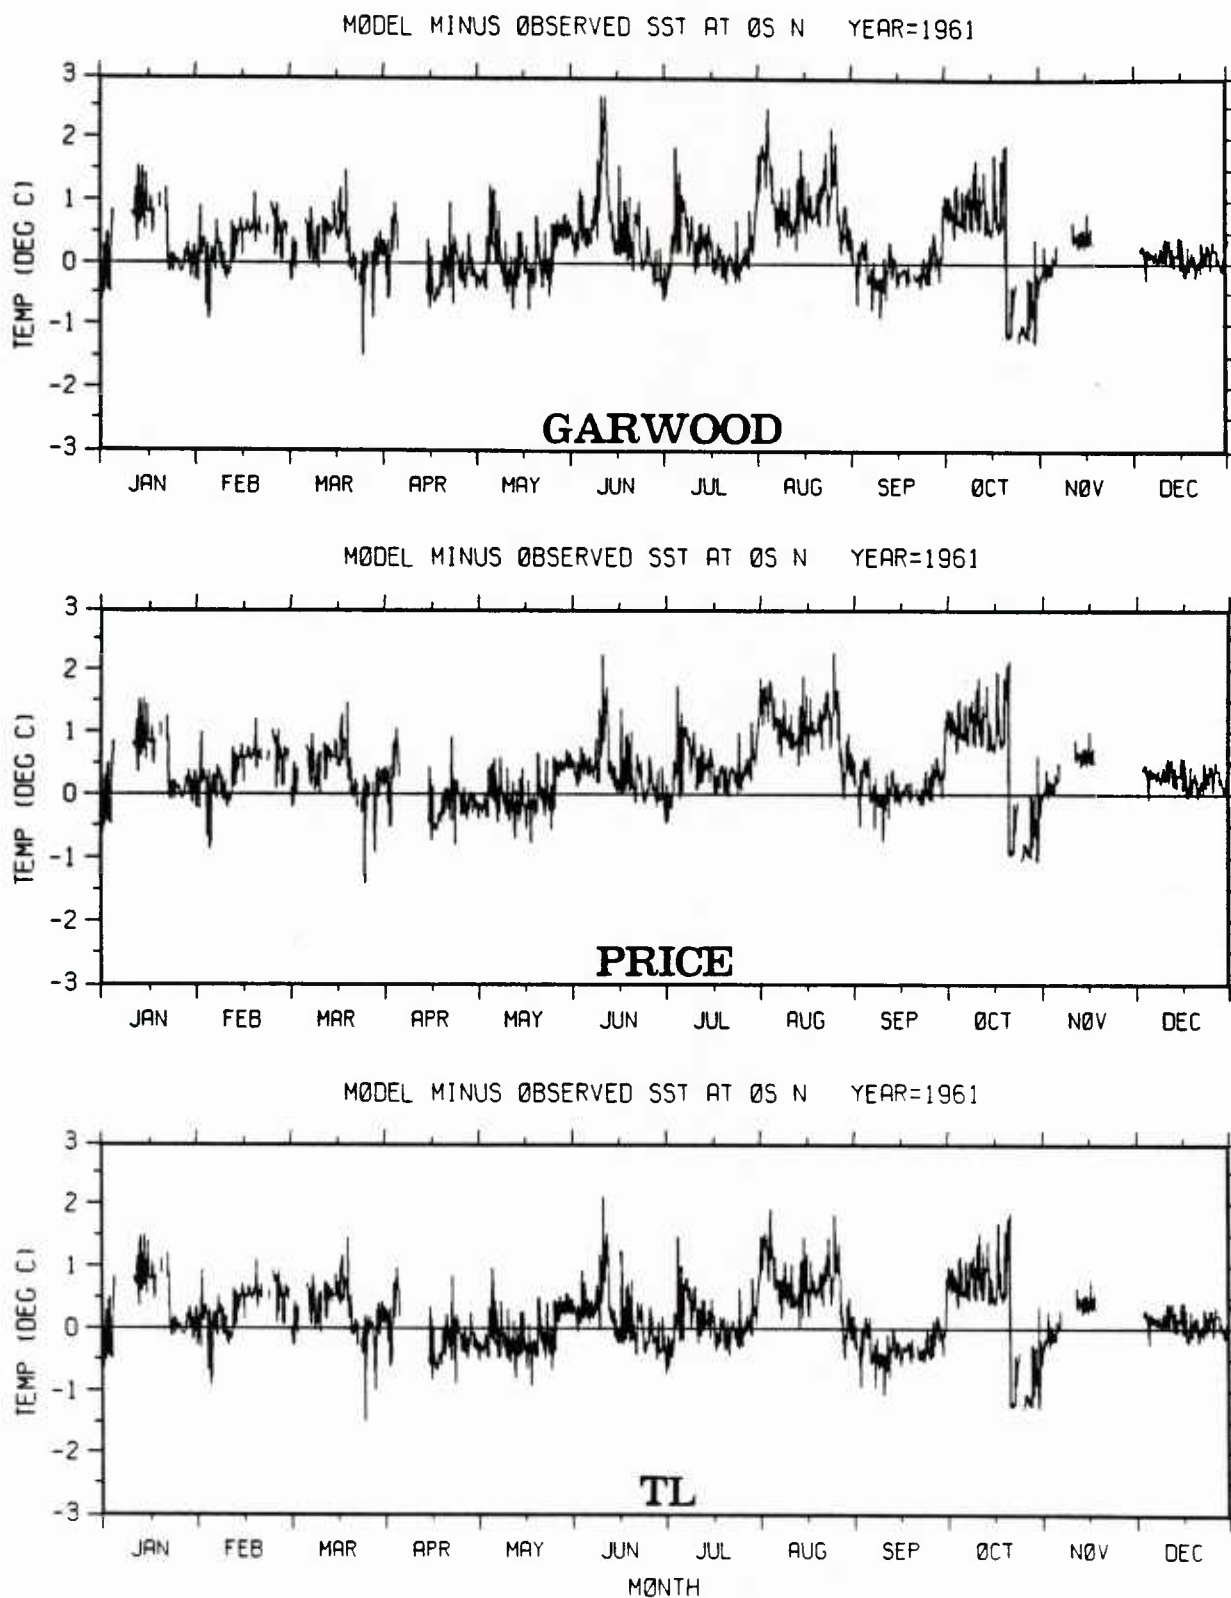 MØDEL MINUS ØBSERVED SST AT ØS N YEAR=1961
3
2
1
0
-1
-2
-3
TEMP (DEG C)
GARWOOD
JAN FEB MAR APR MAY JUN JUL AUG SEP ØCT NØV DEC
MØDEL MINUS ØBSERVED SST AT ØS N YEAR=1961
3
2
1
0
-1
-2
-3
TEMP (DEG C)
PRICE
JAN FEB MAR APR MAY JUN JUL AUG SEP ØCT NØV DEC
MØDEL MINUS ØBSERVED SST AT ØS N YEAR=1961
3
2
1
0
-1
-2
-3
TEMP (DEG C)
TL
JAN FEB MAR APR MAY JUN JUL AUG SEP ØCT NØV DEC
MØNTH